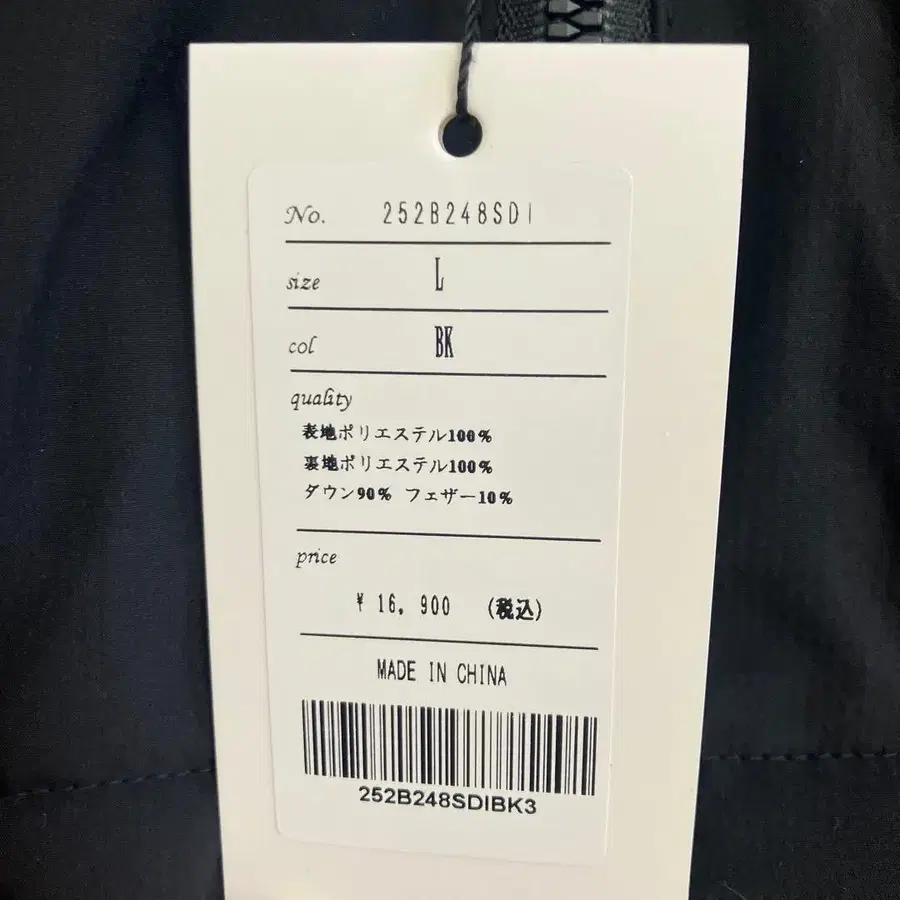 No. 252B248SDI
size L
col BK
quality
表地ポリエステル100%
裏地ポリエステル100%
ダウン90% フェザー10%
price
¥ 16,900 (税込)
MADE IN CHINA
252B248SDIBK3